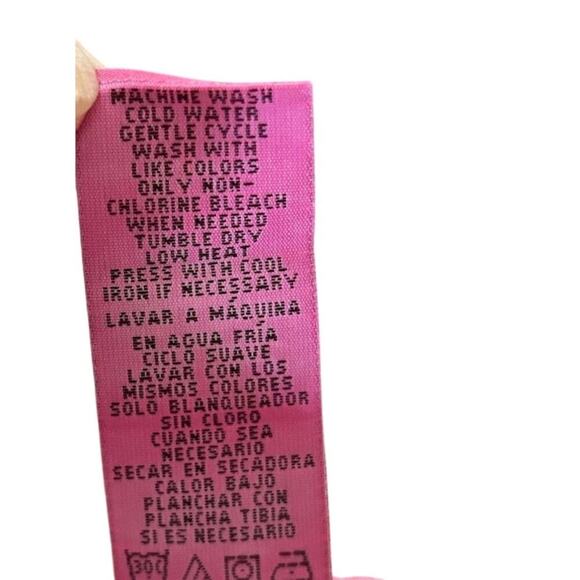 MACHINE WASH
COLD WATER
GENTLE CYCLE
WASH WITH
LIKE COLORS
ONLY NON-
CHLORINE BLEACH
WHEN NEEDED
TUMBLE DRY
LOW HEAT
PRESS WITH COOL
IRON IF NECESSARY
LAVAR A MÁQUINA
EN AGUA FRÍA
CICLO SUAVE
LAVAR CON LOS
MISMOS COLORES
SOLO BLANQUEADOR
SIN CLORO
CUANDO SEA
NECESARIO
SECAR EN SECADORA
CALOR BAJO
PLANCHAR CON
PLANCHA TIBIA
SI ES NECESARIO
30C